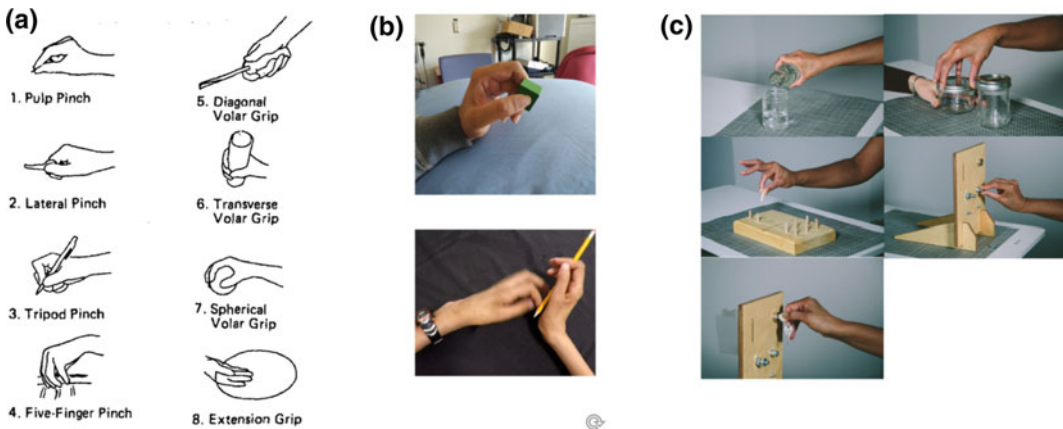 (a)
1. Pulp Pinch
2. Lateral Pinch
3. Tripod Pinch
4. Five-Finger Pinch
5. Diagonal
Volar Grip
6. Transverse
Volar Grip
7. Spherical
Volar Grip
8. Extension Grip
(b)
(c)